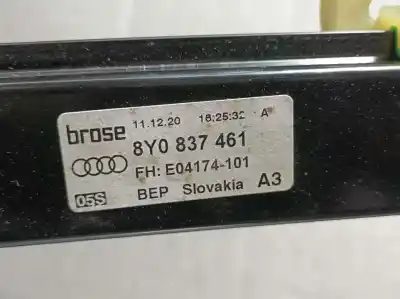 brose 11.12.20 16:25:32 A
8Y0 837 461
FH: E04174-101
05S BEP Slovakia A3